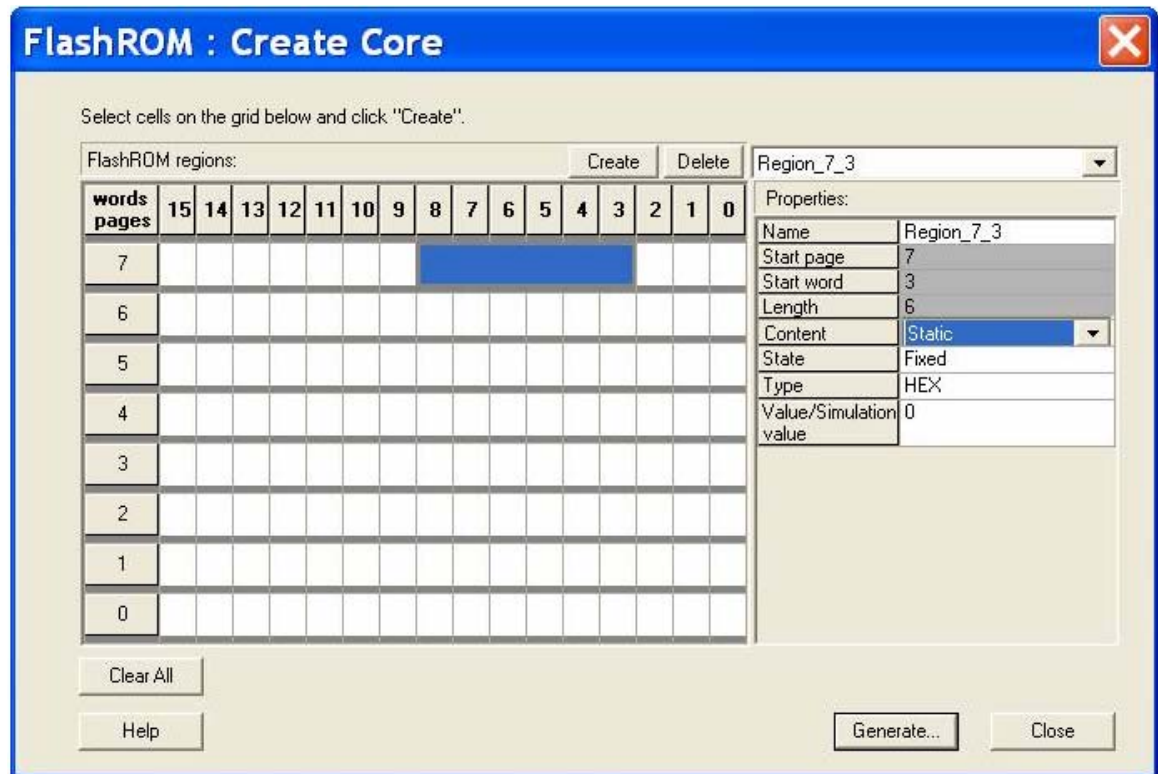 FlashROM : Create Core
Select cells on the grid below and click "Create".
FlashROM regions: Create Delete Region_7_3
words pages 15 14 13 12 11 10 9 8 7 6 5 4 3 2 1 0
7
6
5
4
3
2
1
0
Properties:
Name Region_7_3
Start page 7
Start word 3
Length 6
Content Static
State Fixed
Type HEX
Value/Simulation 0
value
Clear All
Help Generate... Close